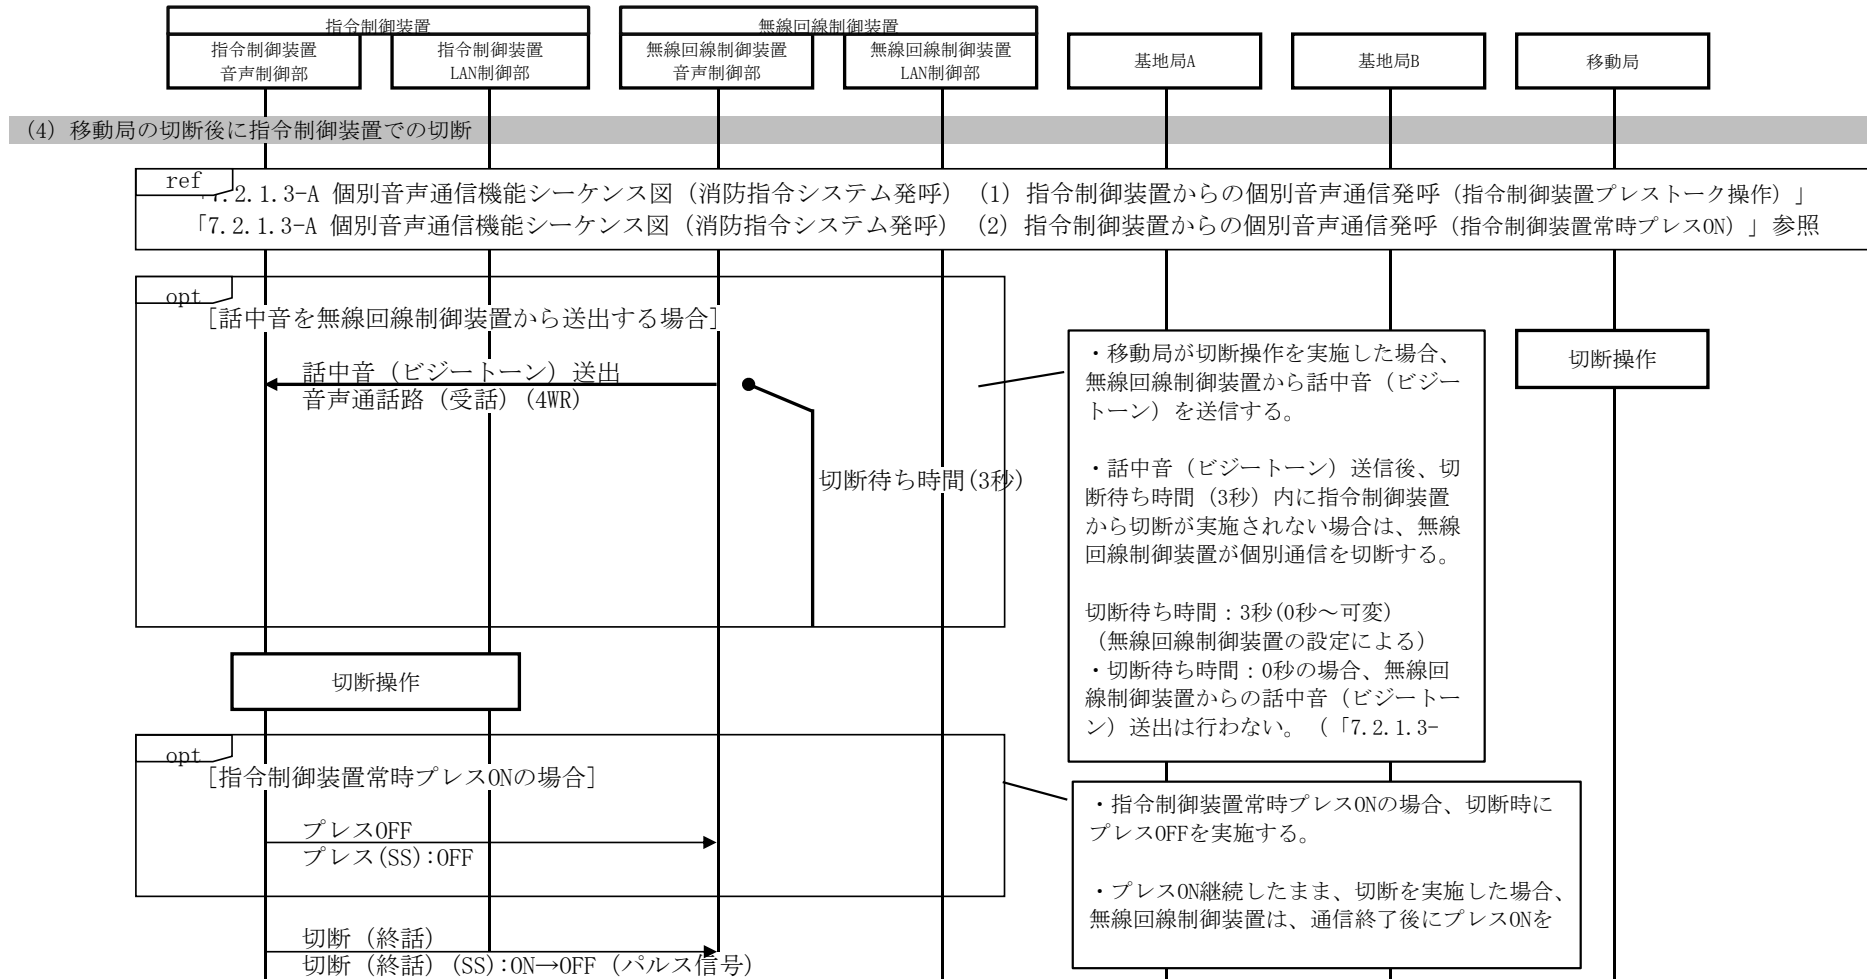 指令制御装置
無線回線制御装置
指令制御装置
音声制御部
指令制御装置
LAN制御部
無線回線制御装置
音声制御部
無線回線制御装置
LAN制御部
基地局A
基地局B
移動局
(4) 移動局の切断後に指令制御装置での切断
ref
「7.2.1.3-A 個別音声通信機能シーケンス図（消防指令システム発呼）（1）指令制御装置からの個別音声通信発呼（指令制御装置プレストーク操作）」
「7.2.1.3-A 個別音声通信機能シーケンス図（消防指令システム発呼）（2）指令制御装置からの個別音声通信発呼（指令制御装置常時プレスON）」参照
opt
[話中音を無線回線制御装置から送出する場合]
話中音（ビジートーン）送出
音声通話路（受話）(4WR)
切断待ち時間(3秒)
・移動局が切断操作を実施した場合、
無線回線制御装置から話中音（ビジー
トーン）を送信する。
・話中音（ビジートーン）送信後、切
断待ち時間（3秒）内に指令制御装置
から切断が実施されない場合は、無線
回線制御装置が個別通信を切断する。
切断待ち時間：3秒(0秒～可変)
（無線回線制御装置の設定による）
・切断待ち時間：0秒の場合、無線回
線制御装置からの話中音（ビジートー
ン）送出は行わない。（「7.2.1.3-
切断操作
切断操作
opt
[指令制御装置常時プレスONの場合]
プレスOFF
プレス(SS):OFF
・指令制御装置常時プレスONの場合、切断時に
プレスOFFを実施する。
・プレスON継続したまま、切断を実施した場合、
無線回線制御装置は、通信終了後にプレスONを
切断（終話）
切断（終話）(SS):ON→OFF（パルス信号）